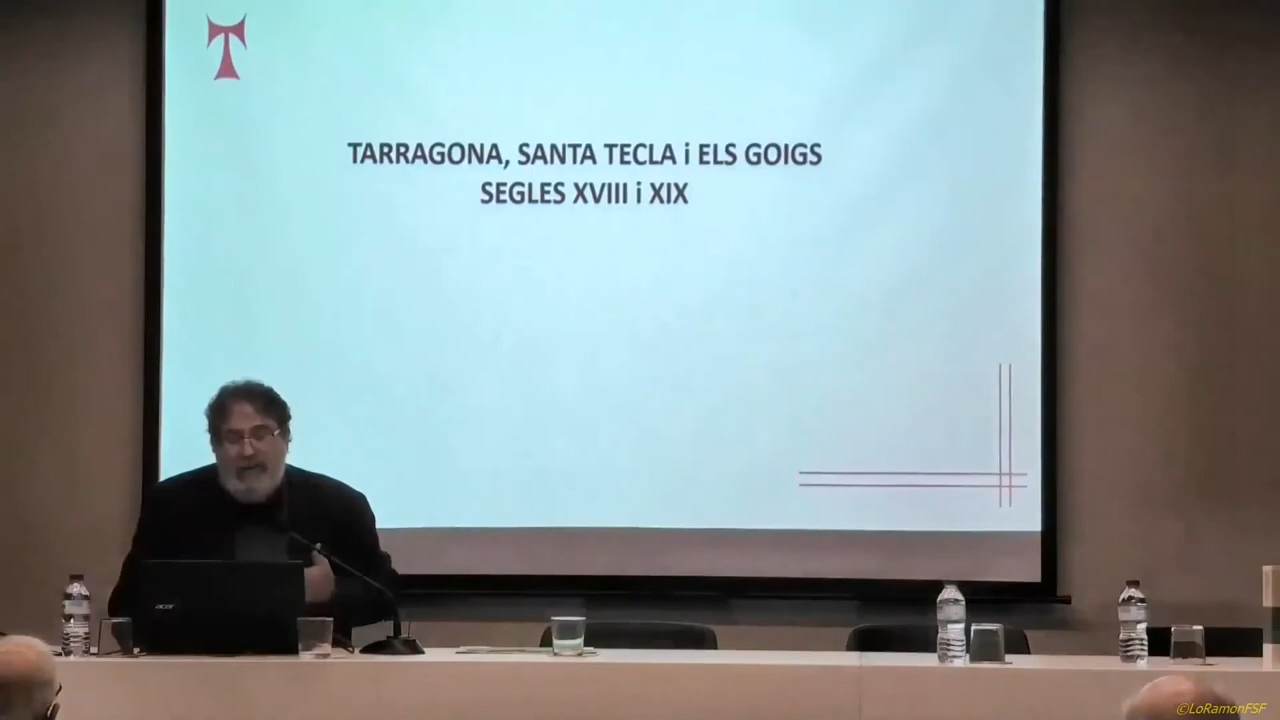 TARRAGONA, SANTA TECLA i ELS GOIGS
SEGLES XVIII i XIX
acer
©LoRamonFSF